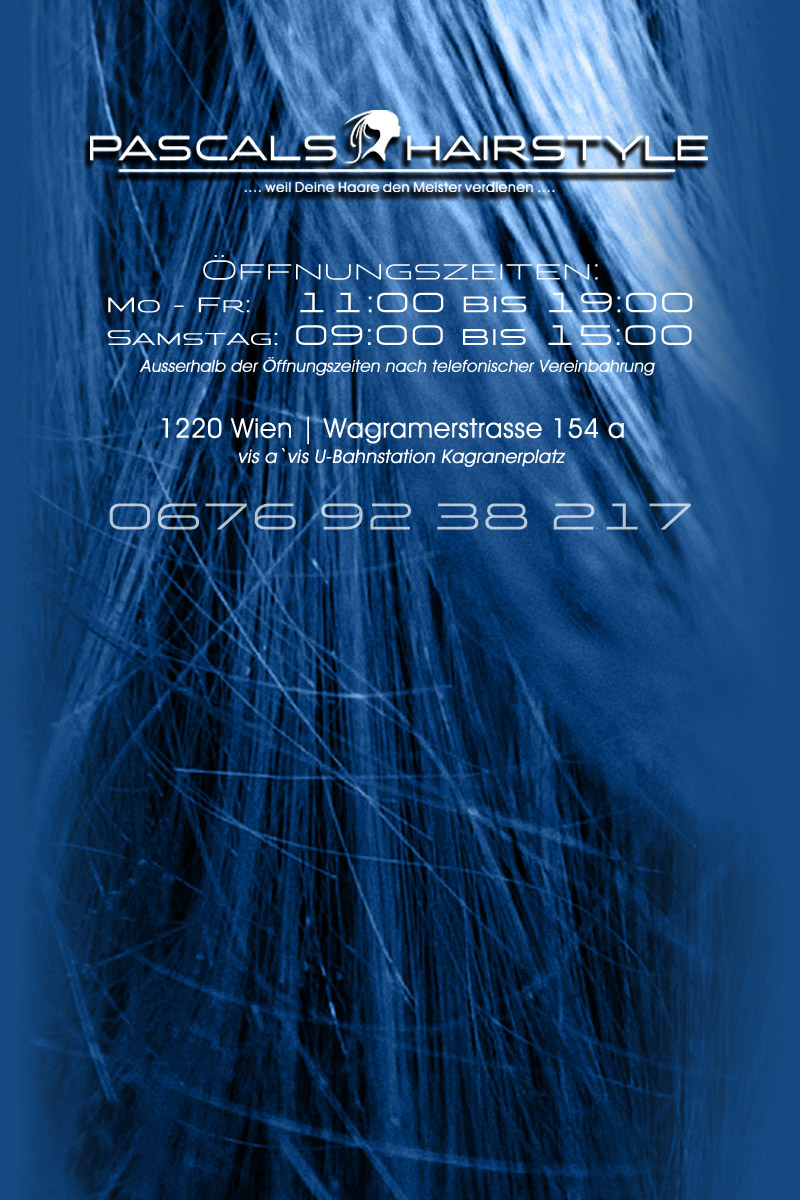 PASCALS HAIRSTYLE
.... weil Deine Haare den Meister verdienen ....
ÖFFNUNGSZEITEN:
MO - FR: 11:00 BIS 19:00
SAMSTAG: 09:00 BIS 15:00
Ausserhalb der Öffnungszeiten nach telefonischer Vereinbahrung
1220 Wien | Wagramerstrasse 154 a
vis a`vis U-Bahnstation Kagranerplatz
0676 92 38 217